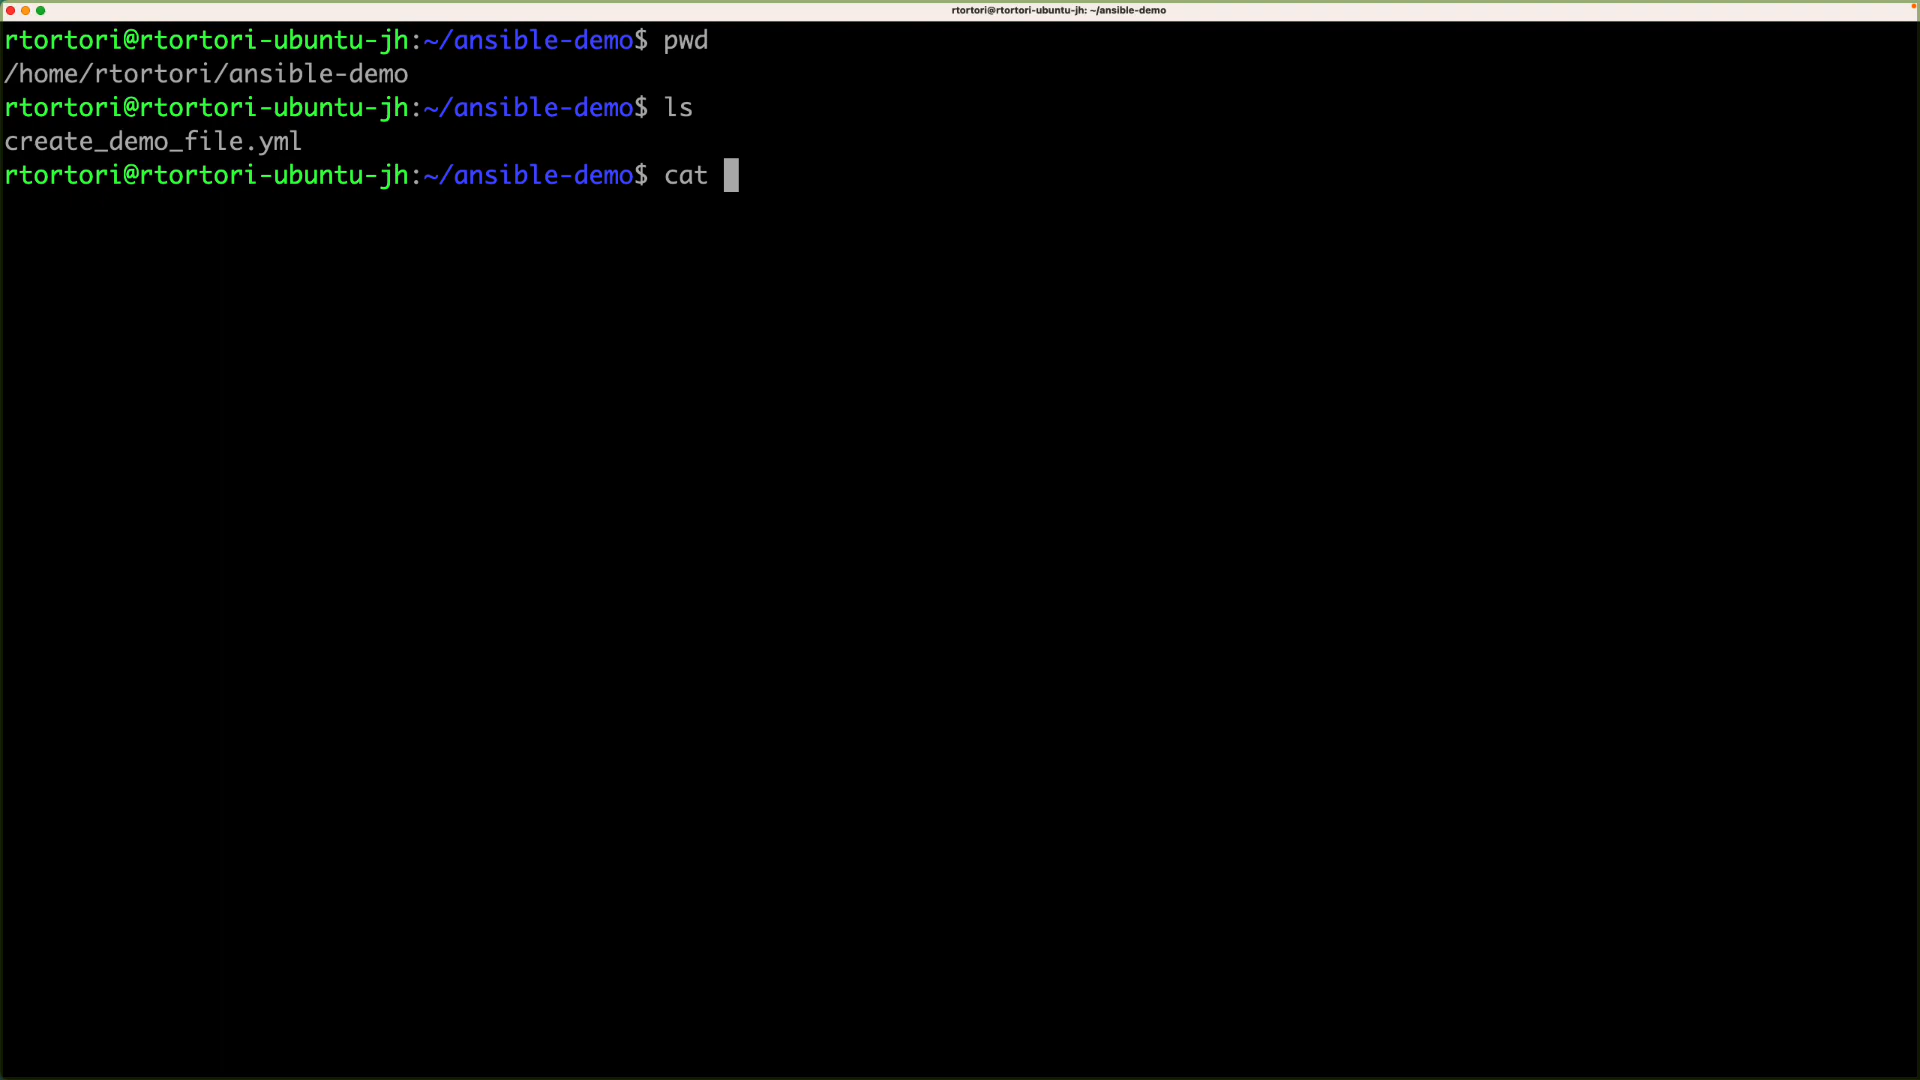 rtortori@rtortori-ubuntu-jh: ~/ansible-demo
rtortori@rtortori-ubuntu-jh:~/ansible-demo$ pwd
/home/rtortori/ansible-demo
rtortori@rtortori-ubuntu-jh:~/ansible-demo$ ls
create_demo_file.yml
rtortori@rtortori-ubuntu-jh:~/ansible-demo$ cat